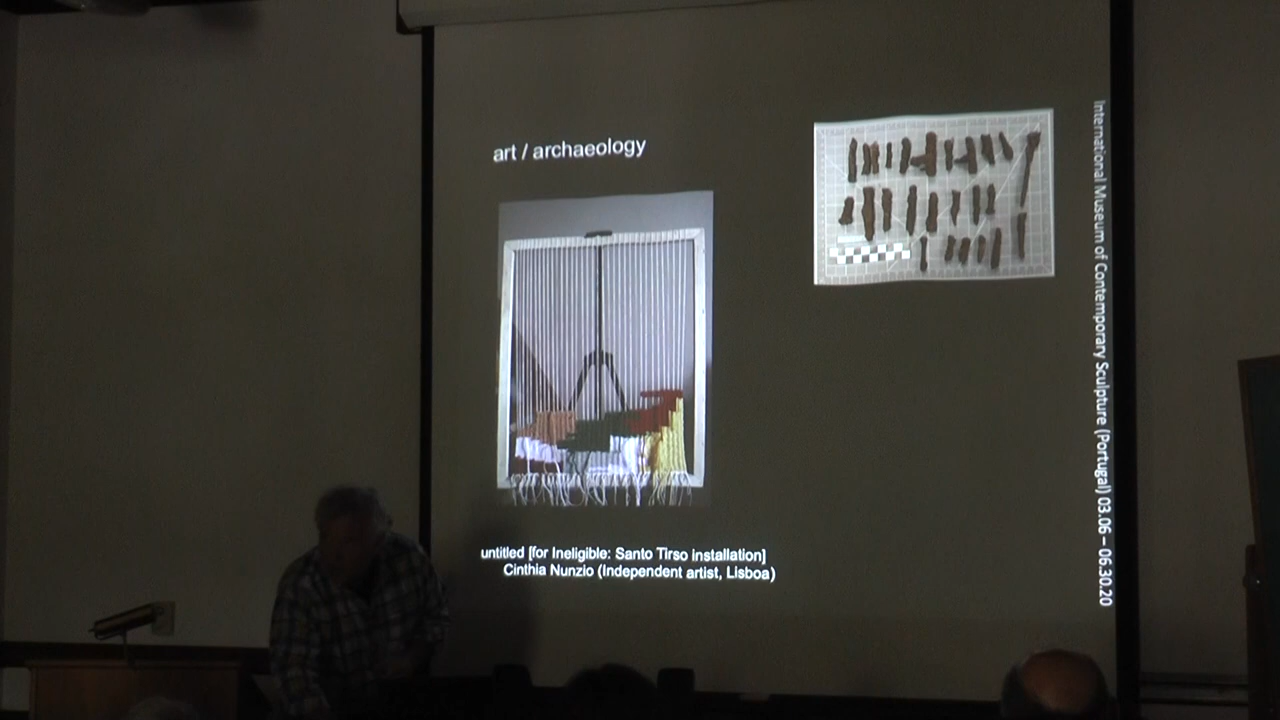 art / archaeology
untitled [for Ineligible: Santo Tirso installation]
Cinthia Nunzio (Independent artist, Lisboa)
International Museum of Contemporary Sculpture (Portugal) 03.06 – 06.30.20